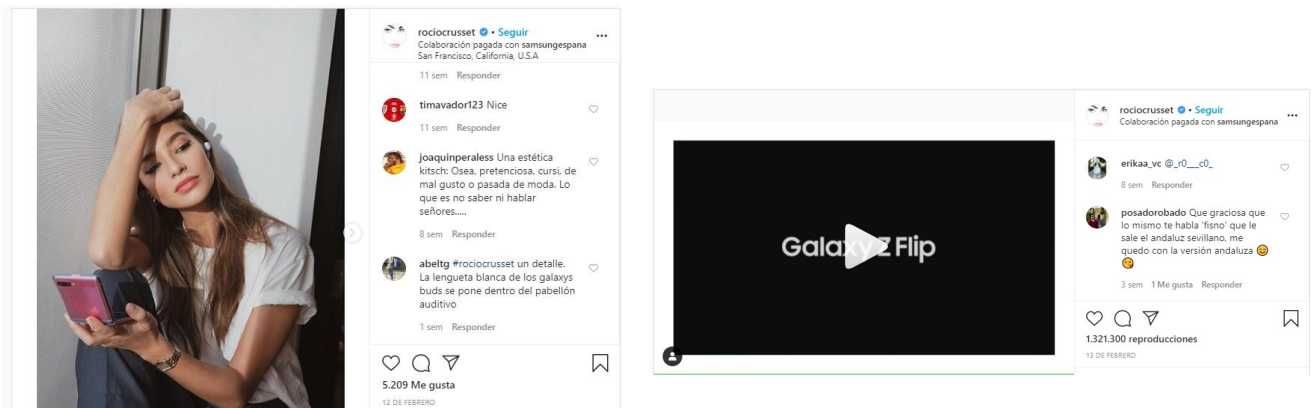 rociocrusset • Seguir
Colaboración pagada con samsungespana
San Francisco, California, U.S.A
11 sem Responder
timavador123 Nice
11 sem Responder
joaquinperaless Una estética
kitsch: Osea, pretenciosa, cursi, de
mal gusto o pasada de moda. Lo
que es no saber ni hablar
señores.....
8 sem Responder
abeltg #rociocrusset un detalle.
La lengueta blanca de los galaxys
buds se pone dentro del pabellón
auditivo
1 sem Responder
5.209 Me gusta
12 DE FEBRERO
Galaxy Z Flip
rociocrusset • Seguir
Colaboración pagada con samsungespana
erikaa_vc @_r0___c0_
8 sem Responder
posadorobado Que graciosa que
lo mismo te habla 'fisno' que le
sale el andaluz sevillano, me
quedo con la versión andaluza 😊
😋
3 sem 1 Me gusta Responder
1.321.300 reproducciones
13 DE FEBRERO